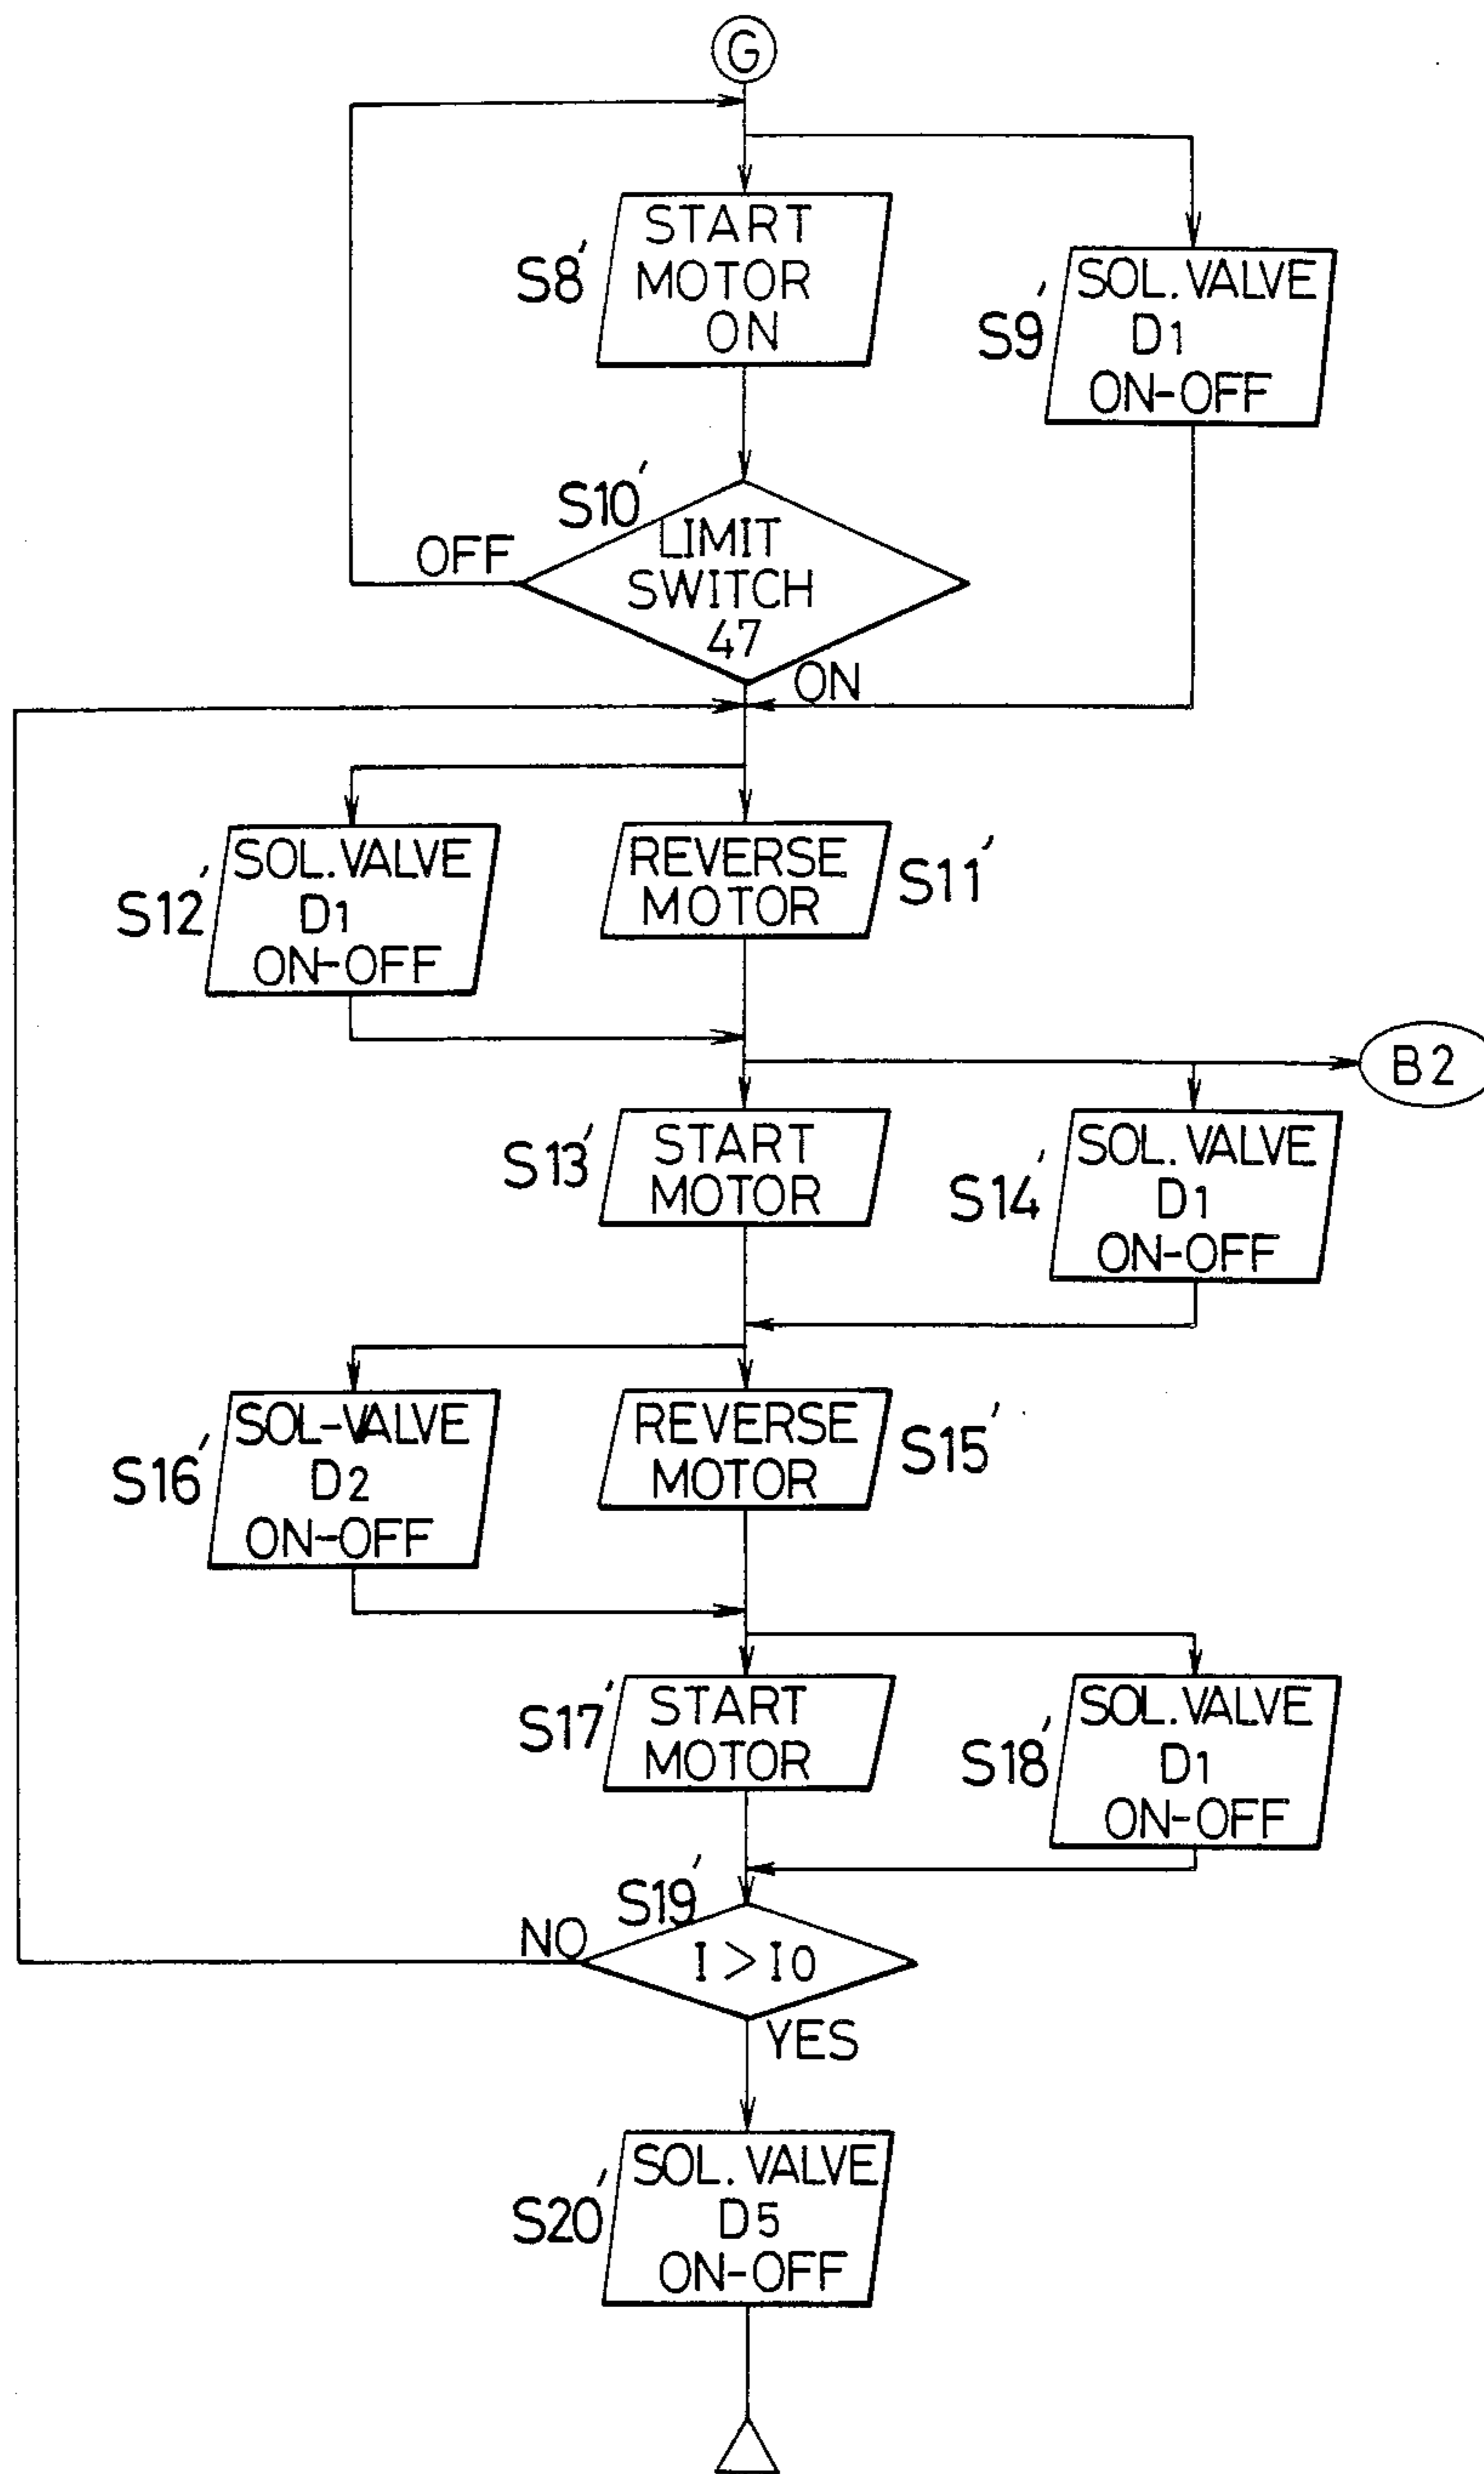 G
START
MOTOR
ON
S8'
SOL. VALVE
D1
ON-OFF
S9'
S10'
LIMIT
SWITCH
47
OFF
ON
SOL. VALVE
D1
ON-OFF
S12'
REVERSE
MOTOR
S11'
B2
S13'
START
MOTOR
S14'
SOL. VALVE
D1
ON-OFF
S16'
SOL-VALVE
D2
ON-OFF
REVERSE
MOTOR
S15'
S17'
START
MOTOR
S18'
SOL. VALVE
D1
ON-OFF
S19'
NO
I > I0
YES
S20'
SOL. VALVE
D5
ON-OFF